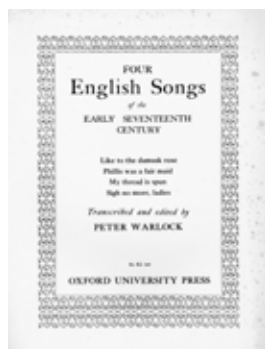 FOUR
English Songs
of the
EARLY SEVENTEENTH
CENTURY
Like to the damask rose
Phillis was a fair maid
My thread is spun
Sigh no more, ladies
Transcribed and edited by
PETER WARLOCK
OXFORD UNIVERSITY PRESS